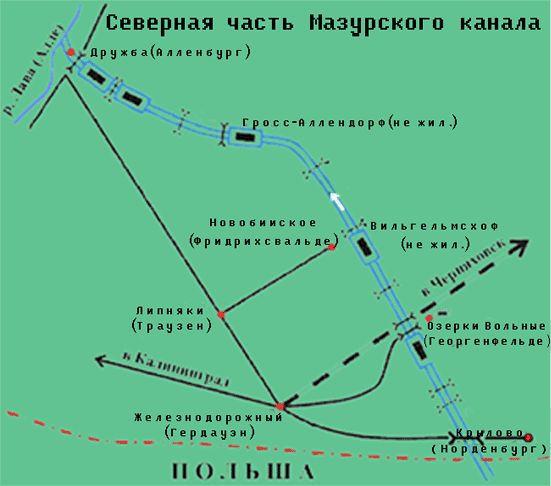 Северная часть Мазурского канала
р. Лава (Алле)
Дружба(Алленбург)
Гросс-Аллендорф(не жил.)
Новобийское
(Фридрихсвальде)
Вильгельмсхоф
(не жил.)
в Черняховск
Липняки
(Траузен)
Озерки Вольные
(Георгенфельде)
в Калининград
Железнодорожный
(Гердауэн)
Крылово
(Норденбург)
ПОЛЬША